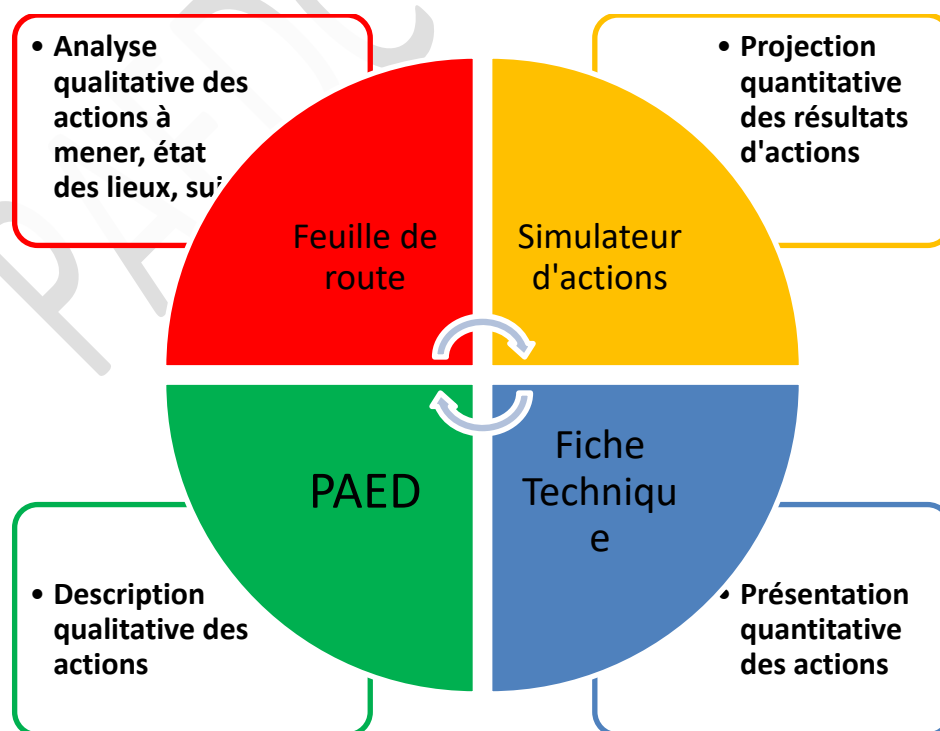 • Analyse
qualitative des
actions à
mener, état
des lieux,
• Projection
quantitative
des résultats
d'actions
Feuille de
route
Simulateur
d'actions
PAED
Fiche
Techniqu
e
• Description
qualitative des
actions
• Présentation
quantitative
des actions